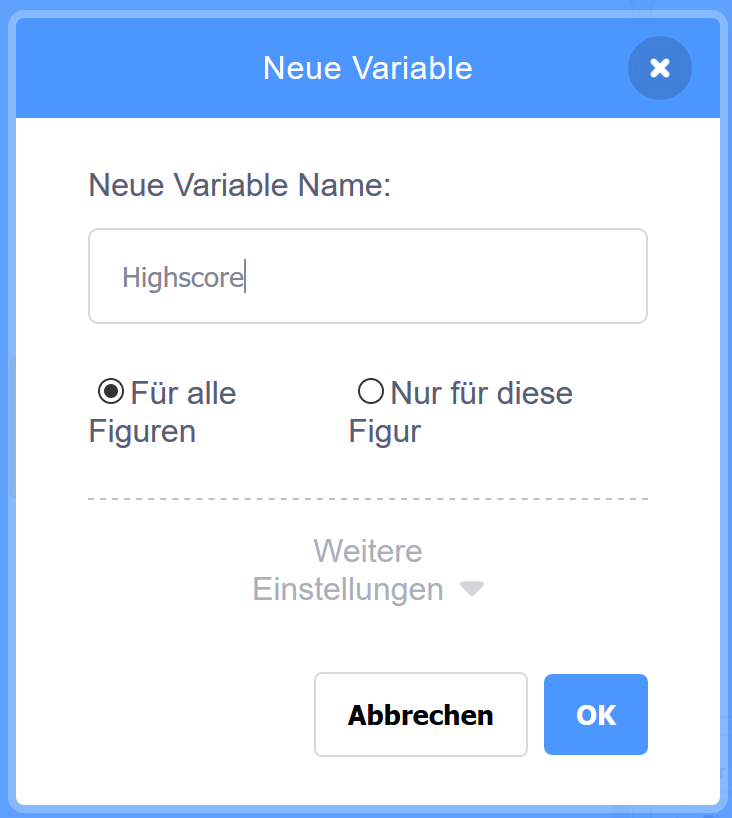 Neue Variable
Neue Variable Name:
Highscore
Für alle
Figuren
Nur für diese
Figur
Weitere
Einstellungen
Abbrechen
OK